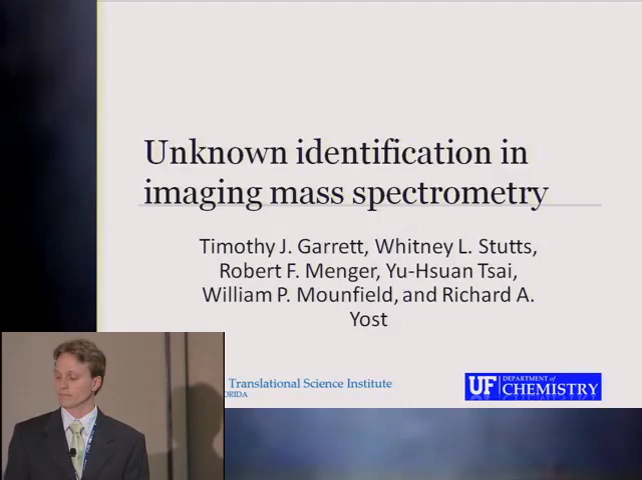 Unknown identification in
imaging mass spectrometry
Timothy J. Garrett, Whitney L. Stutts,
Robert F. Menger, Yu-Hsuan Tsai,
William P. Mounfield, and Richard A.
Yost
Translational Science Institute
ORIDA
UF DEPARTMENT of
CHEMISTRY